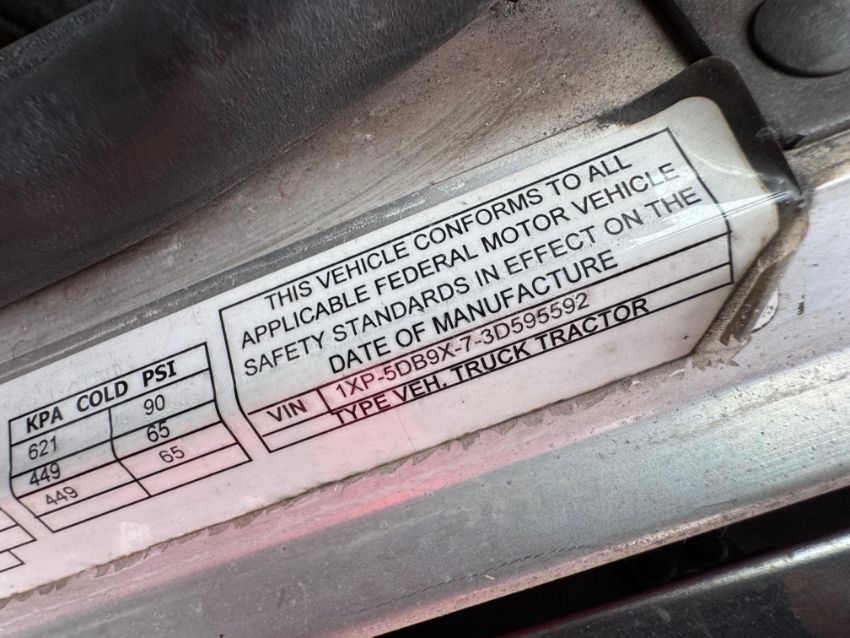 THIS VEHICLE CONFORMS TO ALL
APPLICABLE FEDERAL MOTOR VEHICLE
SAFETY STANDARDS IN EFFECT ON THE
DATE OF MANUFACTURE
VIN 1XP-5DB9X-7-3D595592
TYPE VEH. TRUCK TRACTOR
KPA COLD PSI
621 90
449 65
449 65